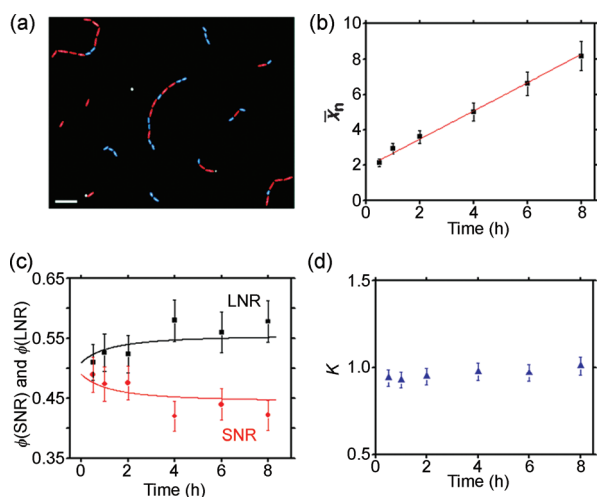 (a)
(b)
10
8
6
4
2
0
x̄n
0 2 4 6 8
Time (h)
(c)
0.65
0.55
0.45
0.35
ϕ(SNR) and ϕ(LNR)
LNR
SNR
0 2 4 6 8
Time (h)
(d)
1.5
1.0
0.5
K
0 2 4 6 8
Time (h)